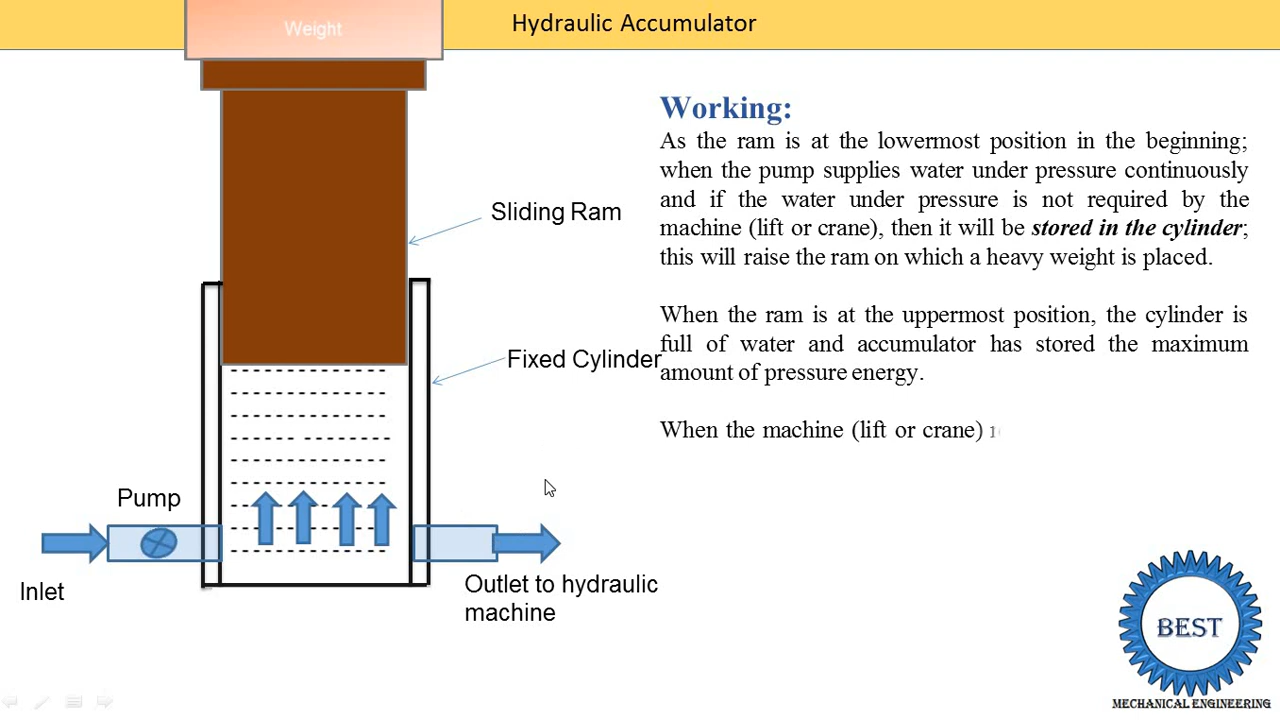 Weight
Hydraulic Accumulator
Working:
As the ram is at the lowermost position in the beginning;
when the pump supplies water under pressure continuously
and if the water under pressure is not required by the
machine (lift or crane), then it will be stored in the cylinder;
this will raise the ram on which a heavy weight is placed.
Sliding Ram
When the ram is at the uppermost position, the cylinder is
full of water and accumulator has stored the maximum
amount of pressure energy.
Fixed Cylinder
When the machine (lift or crane)
Pump
Inlet
Outlet to hydraulic
machine
BEST
MECHANICAL ENGINEERING